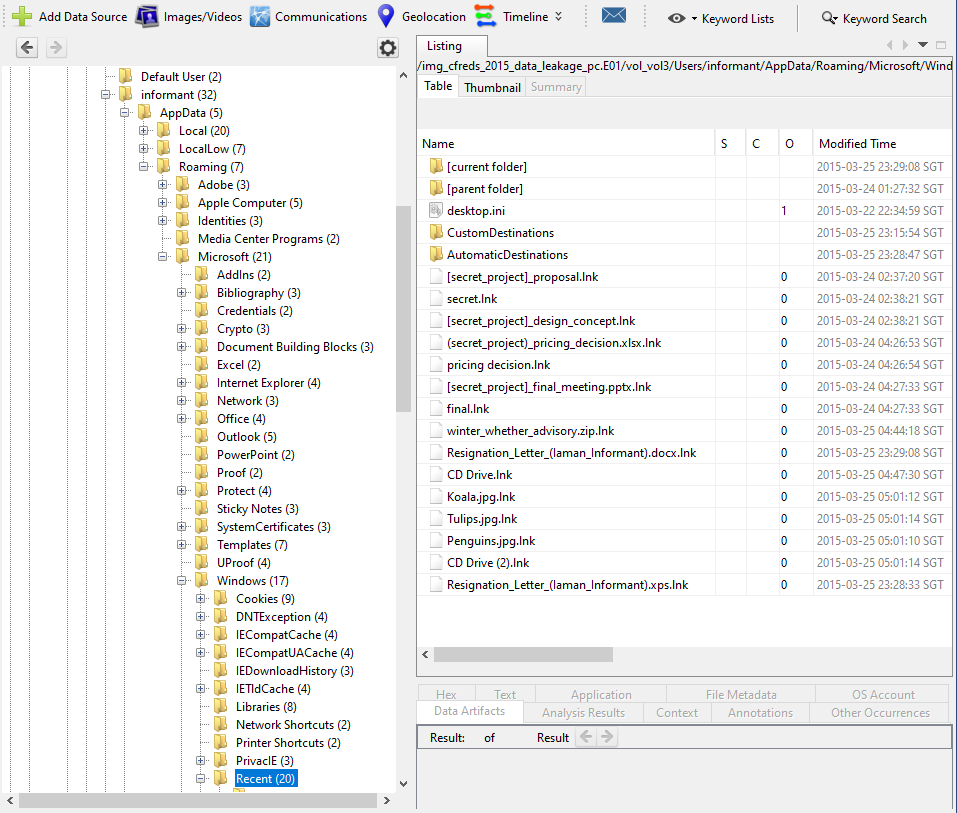 Add Data Source Images/Videos Communications Geolocation Timeline Keyword Lists Keyword Search
Listing
/img_cfreds_2015_data_leakage_pc.E01/vol_vol3/Users/informant/AppData/Roaming/Microsoft/Wind
Table Thumbnail Summary
Default User (2)
informant (32)
AppData (5)
Local (20)
LocalLow (7)
Roaming (7)
Adobe (3)
Apple Computer (5)
Identities (3)
Media Center Programs (2)
Microsoft (21)
AddIns (2)
Bibliography (3)
Credentials (2)
Crypto (3)
Document Building Blocks (3)
Excel (2)
Internet Explorer (4)
Network (3)
Office (4)
Outlook (5)
PowerPoint (2)
Proof (2)
Protect (4)
Sticky Notes (3)
SystemCertificates (3)
Templates (7)
UProof (4)
Windows (17)
Cookies (9)
DNTException (4)
IECompatCache (4)
IECompatUACache (4)
IEDownloadHistory (3)
IETldCache (4)
Libraries (8)
Network Shortcuts (2)
Printer Shortcuts (2)
PrivacIE (3)
Recent (20)
Name S C O Modified Time
[current folder] 2015-03-25 23:29:08 SGT
[parent folder] 2015-03-24 01:27:32 SGT
desktop.ini 1 2015-03-22 22:34:59 SGT
CustomDestinations 2015-03-25 23:15:54 SGT
AutomaticDestinations 2015-03-25 23:28:47 SGT
[secret_project]_proposal.lnk 0 2015-03-24 02:37:20 SGT
secret.lnk 0 2015-03-24 02:38:21 SGT
[secret_project]_design_concept.lnk 0 2015-03-24 02:38:21 SGT
(secret_project)_pricing_decision.xlsx.lnk 0 2015-03-24 04:26:53 SGT
pricing decision.lnk 0 2015-03-24 04:26:54 SGT
[secret_project]_final_meeting.pptx.lnk 0 2015-03-24 04:27:33 SGT
final.lnk 0 2015-03-24 04:27:33 SGT
winter_whether_advisory.zip.lnk 0 2015-03-25 04:44:18 SGT
Resignation_Letter_(Iaman_Informant).docx.lnk 0 2015-03-25 23:29:08 SGT
CD Drive.lnk 0 2015-03-25 04:47:30 SGT
Koala.jpg.lnk 0 2015-03-25 05:01:12 SGT
Tulips.jpg.lnk 0 2015-03-25 05:01:14 SGT
Penguins.jpg.lnk 0 2015-03-25 05:01:10 SGT
CD Drive (2).lnk 0 2015-03-25 05:01:14 SGT
Resignation_Letter_(Iaman_Informant).xps.lnk 0 2015-03-25 23:28:33 SGT
Hex Text Application File Metadata OS Account
Data Artifacts Analysis Results Context Annotations Other Occurrences
Result: of Result